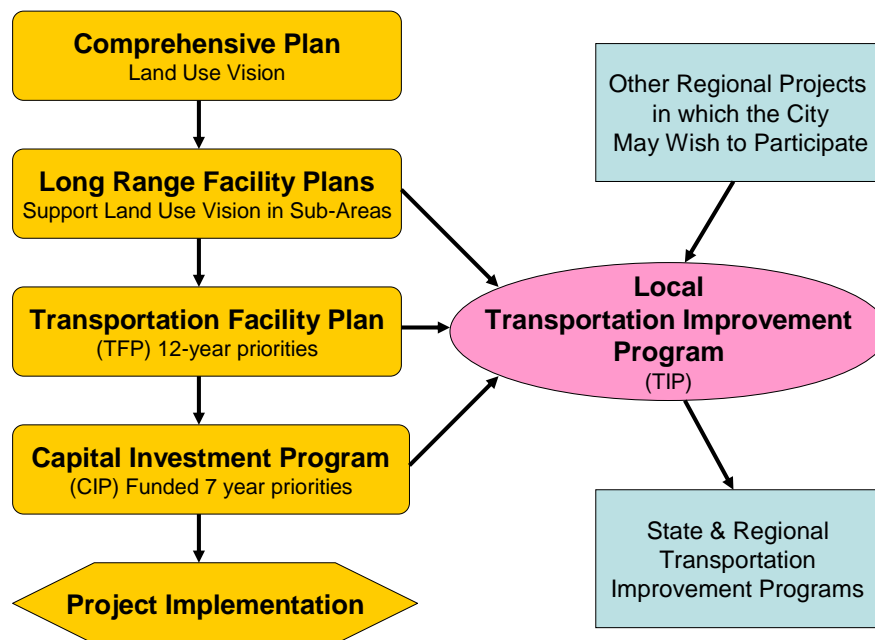 Comprehensive Plan
Land Use Vision
Long Range Facility Plans
Support Land Use Vision in Sub-Areas
Transportation Facility Plan
(TFP) 12-year priorities
Capital Investment Program
(CIP) Funded 7 year priorities
Project Implementation
Other Regional Projects
in which the City
May Wish to Participate
Local
Transportation Improvement
Program
(TIP)
State & Regional
Transportation
Improvement Programs